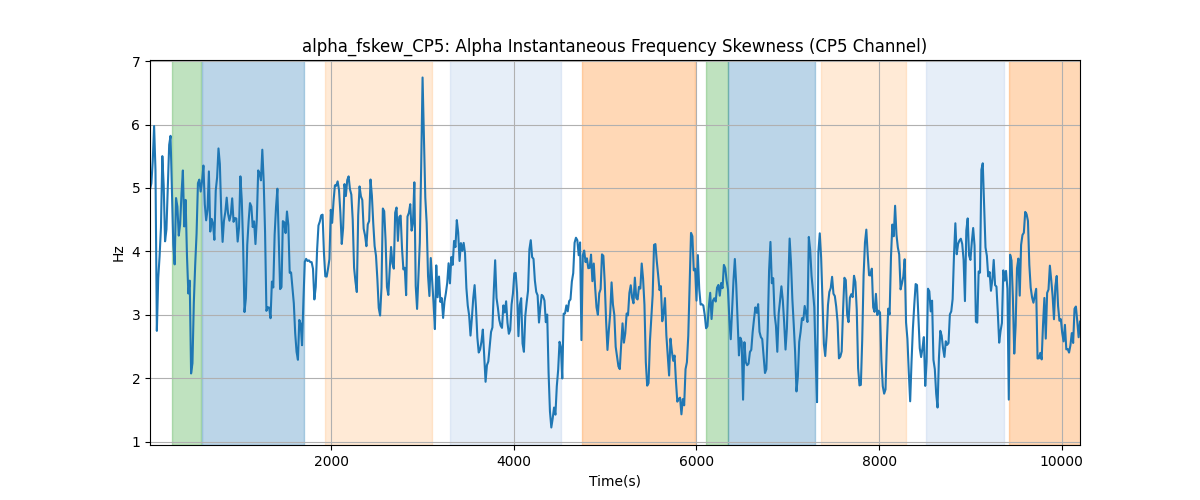 alpha_fskew_CP5: Alpha Instantaneous Frequency Skewness (CP5 Channel)
7
6
5
4
3
2
1
Hz
2000 4000 6000 8000 10000
Time(s)